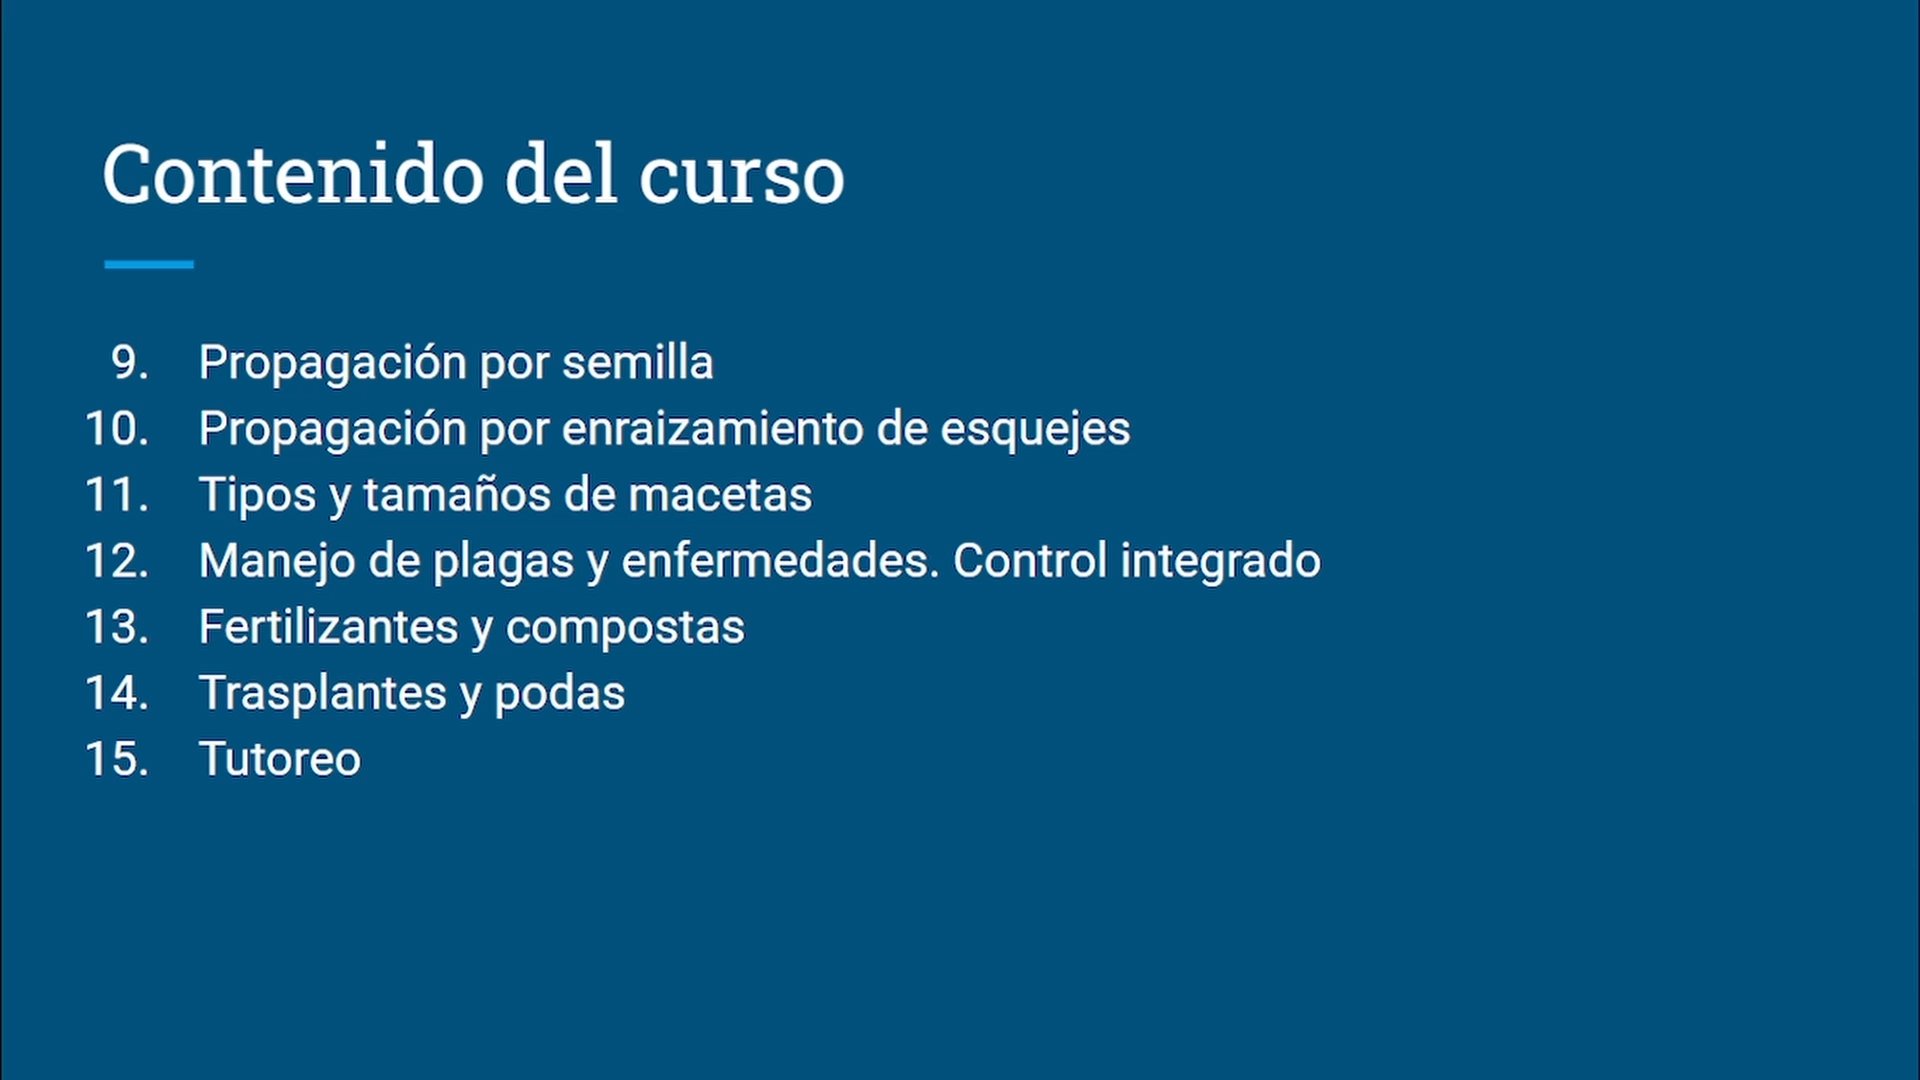 Contenido del curso
9. Propagación por semilla
10. Propagación por enraizamiento de esquejes
11. Tipos y tamaños de macetas
12. Manejo de plagas y enfermedades. Control integrado
13. Fertilizantes y compostas
14. Trasplantes y podas
15. Tutoreo